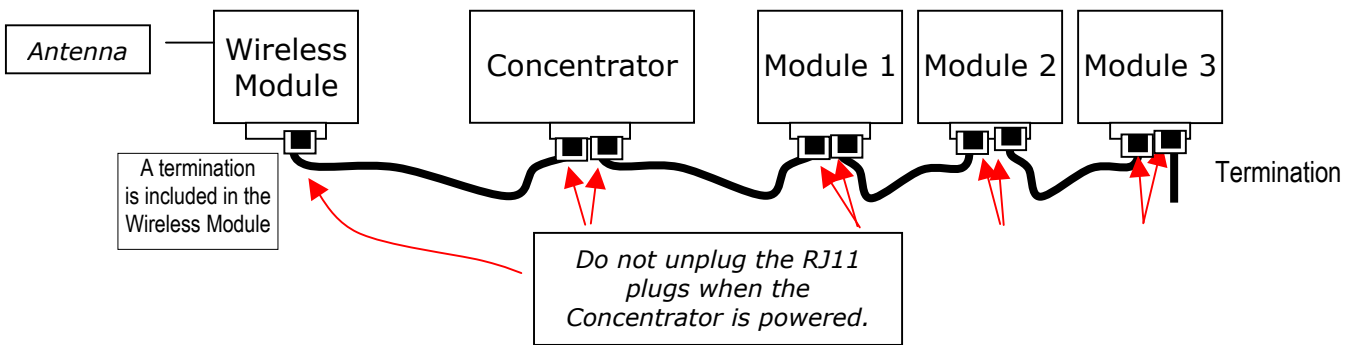 Antenna
Wireless
Module
Concentrator
Module 1
Module 2
Module 3
A termination
is included in the
Wireless Module
Termination
Do not unplug the RJ11
plugs when the
Concentrator is powered.